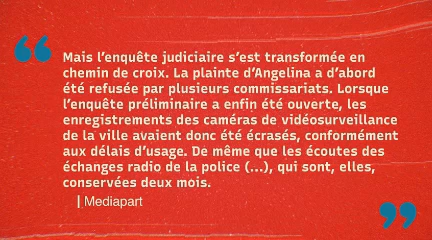 “
Mais l’enquête judiciaire s’est transformée en
chemin de croix. La plainte d’Angelina a d’abord
été refusée par plusieurs commissariats. Lorsque
l’enquête préliminaire a enfin été ouverte, les
enregistrements des caméras de vidéosurveillance
de la ville avaient donc été écrasés, conformément
aux délais d’usage. De même que les écoutes des
échanges radio de la police (...), qui sont, elles,
conservées deux mois.
| Mediapart
”